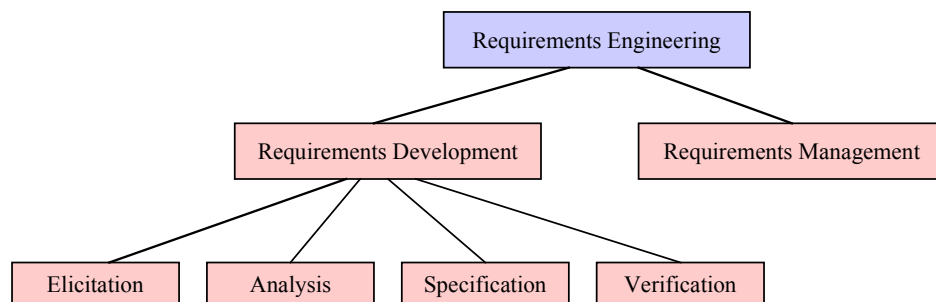 Requirements Engineering
Requirements Development
Requirements Management
Elicitation
Analysis
Specification
Verification